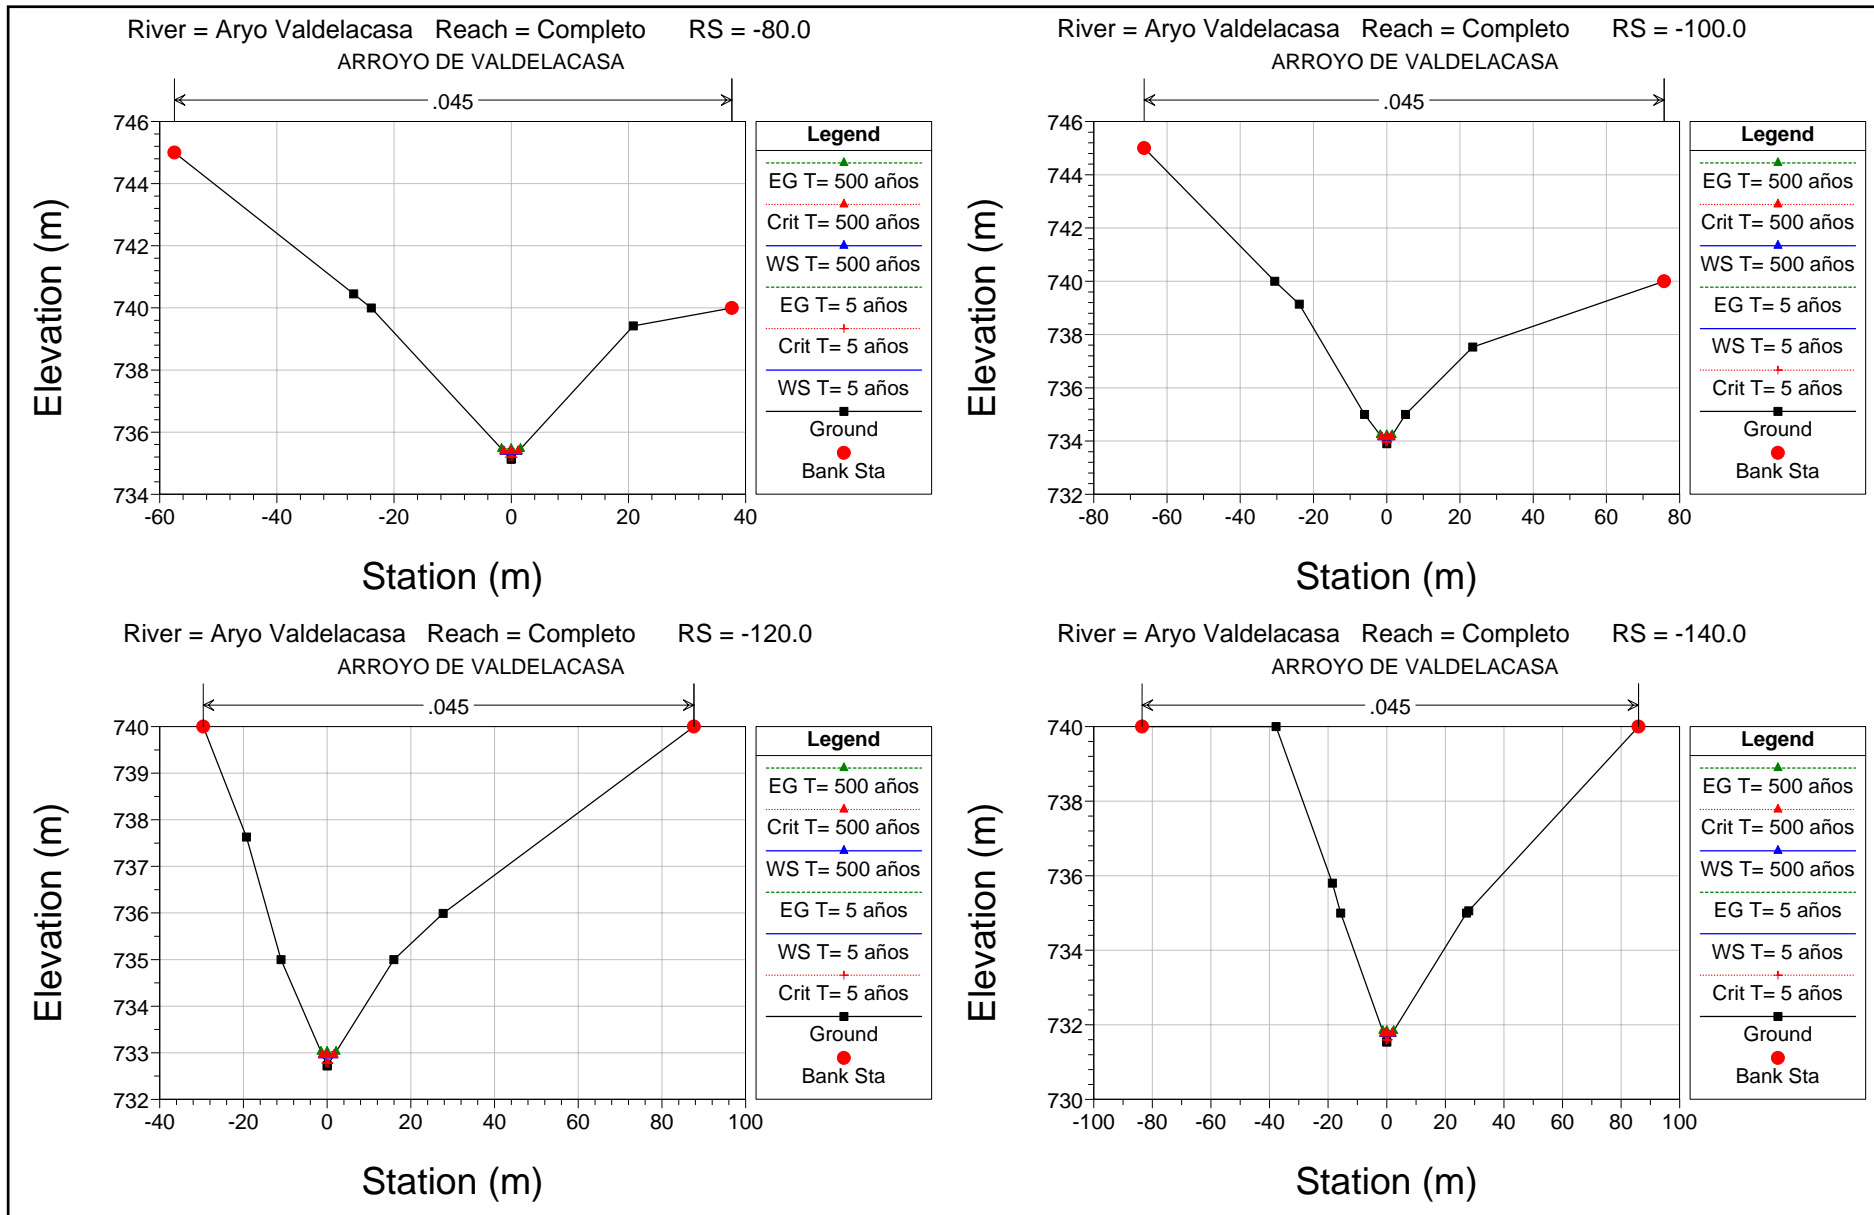 River = Aryo Valdelacasa   Reach = Completo      RS = -80.0
ARROYO DE VALDELACASA
.045
746
744
742
740
738
736
734
-60
-40
-20
0
20
40
Elevation (m)
Station (m)
Legend
EG T= 500 años
Crit T= 500 años
WS T= 500 años
EG T= 5 años
Crit T= 5 años
WS T= 5 años
Ground
Bank Sta
River = Aryo Valdelacasa   Reach = Completo      RS = -100.0
ARROYO DE VALDELACASA
.045
746
744
742
740
738
736
734
732
-80
-60
-40
-20
0
20
40
60
80
Elevation (m)
Station (m)
Legend
EG T= 500 años
Crit T= 500 años
WS T= 500 años
EG T= 5 años
WS T= 5 años
Crit T= 5 años
Ground
Bank Sta
River = Aryo Valdelacasa   Reach = Completo      RS = -120.0
ARROYO DE VALDELACASA
.045
740
739
738
737
736
735
734
733
732
-40
-20
0
20
40
60
80
100
Elevation (m)
Station (m)
Legend
EG T= 500 años
Crit T= 500 años
WS T= 500 años
EG T= 5 años
WS T= 5 años
Crit T= 5 años
Ground
Bank Sta
River = Aryo Valdelacasa   Reach = Completo      RS = -140.0
ARROYO DE VALDELACASA
.045
740
738
736
734
732
730
-100
-80
-60
-40
-20
0
20
40
60
80
100
Elevation (m)
Station (m)
Legend
EG T= 500 años
Crit T= 500 años
WS T= 500 años
EG T= 5 años
WS T= 5 años
Crit T= 5 años
Ground
Bank Sta